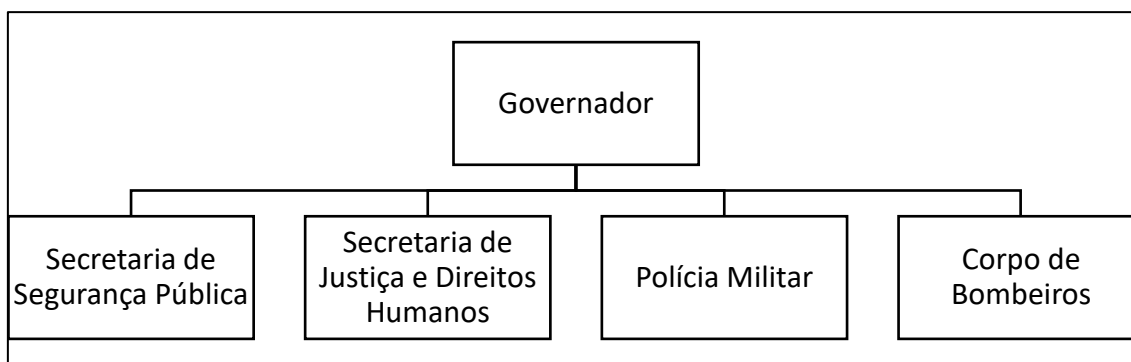 Governador
Secretaria de
Segurança Pública
Secretaria de
Justiça e Direitos
Humanos
Polícia Militar
Corpo de
Bombeiros